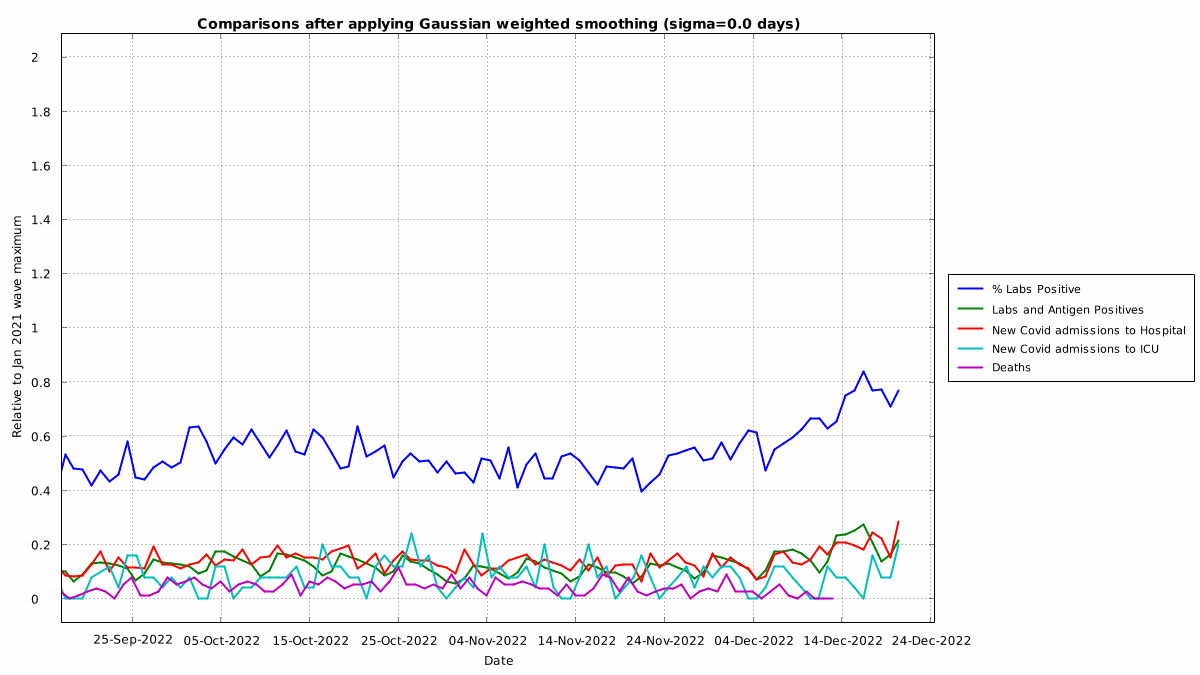 Comparisons after applying Gaussian weighted smoothing (sigma=0.0 days)
Relative to Jan 2021 wave maximum
2
1.8
1.6
1.4
1.2
1
0.8
0.6
0.4
0.2
0
25-Sep-2022 05-Oct-2022 15-Oct-2022 25-Oct-2022 04-Nov-2022 14-Nov-2022 24-Nov-2022 04-Dec-2022 14-Dec-2022 24-Dec-2022
Date
% Labs Positive
Labs and Antigen Positives
New Covid admissions to Hospital
New Covid admissions to ICU
Deaths